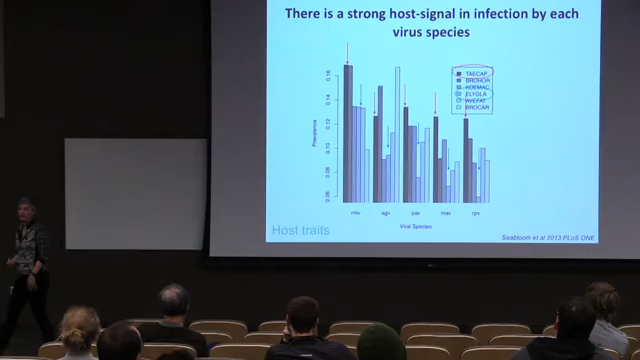 There is a strong host-signal in infection by each
virus species
TAECAP
BROHOR
KOEMAC
ELYGLA
AVEFAT
BROCAR
0.16
0.14
0.12
0.10
0.08
0.06
Prevalence
rmv
sgv
pav
mav
rpv
Viral Species
Host traits
Seabloom et al 2013 PLoS ONE